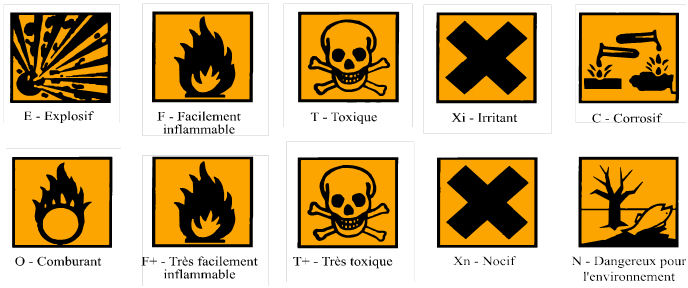 E - Explosif
F - Facilement
inflammable
T - Toxique
Xi - Irritant
C - Corrosif
O - Comburant
F+ - Très facilement
inflammable
T+ - Très toxique
Xn - Nocif
N - Dangereux pour
l'environnement